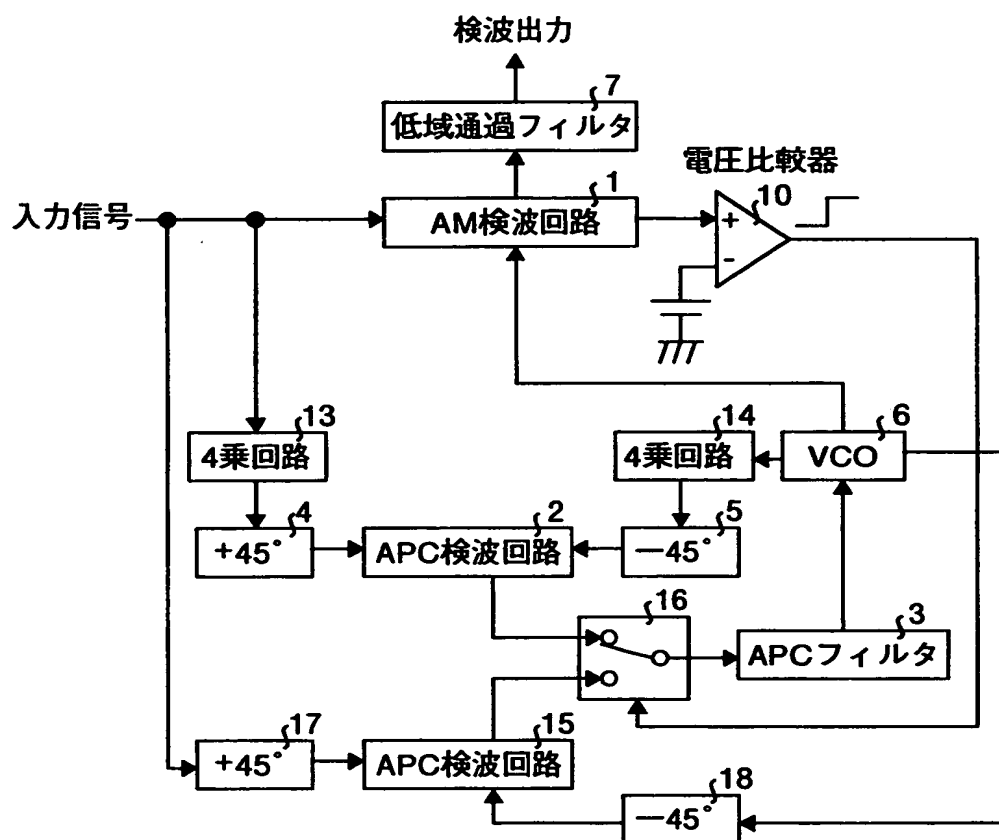 検波出力
7
低域通過フィルタ
電圧比較器
1
10
入力信号
AM検波回路
+
-
13
14
6
4乗回路
4乗回路
VCO
4
2
5
+45°
APC検波回路
−45°
16
3
APCフィルタ
17
15
+45°
APC検波回路
18
−45°